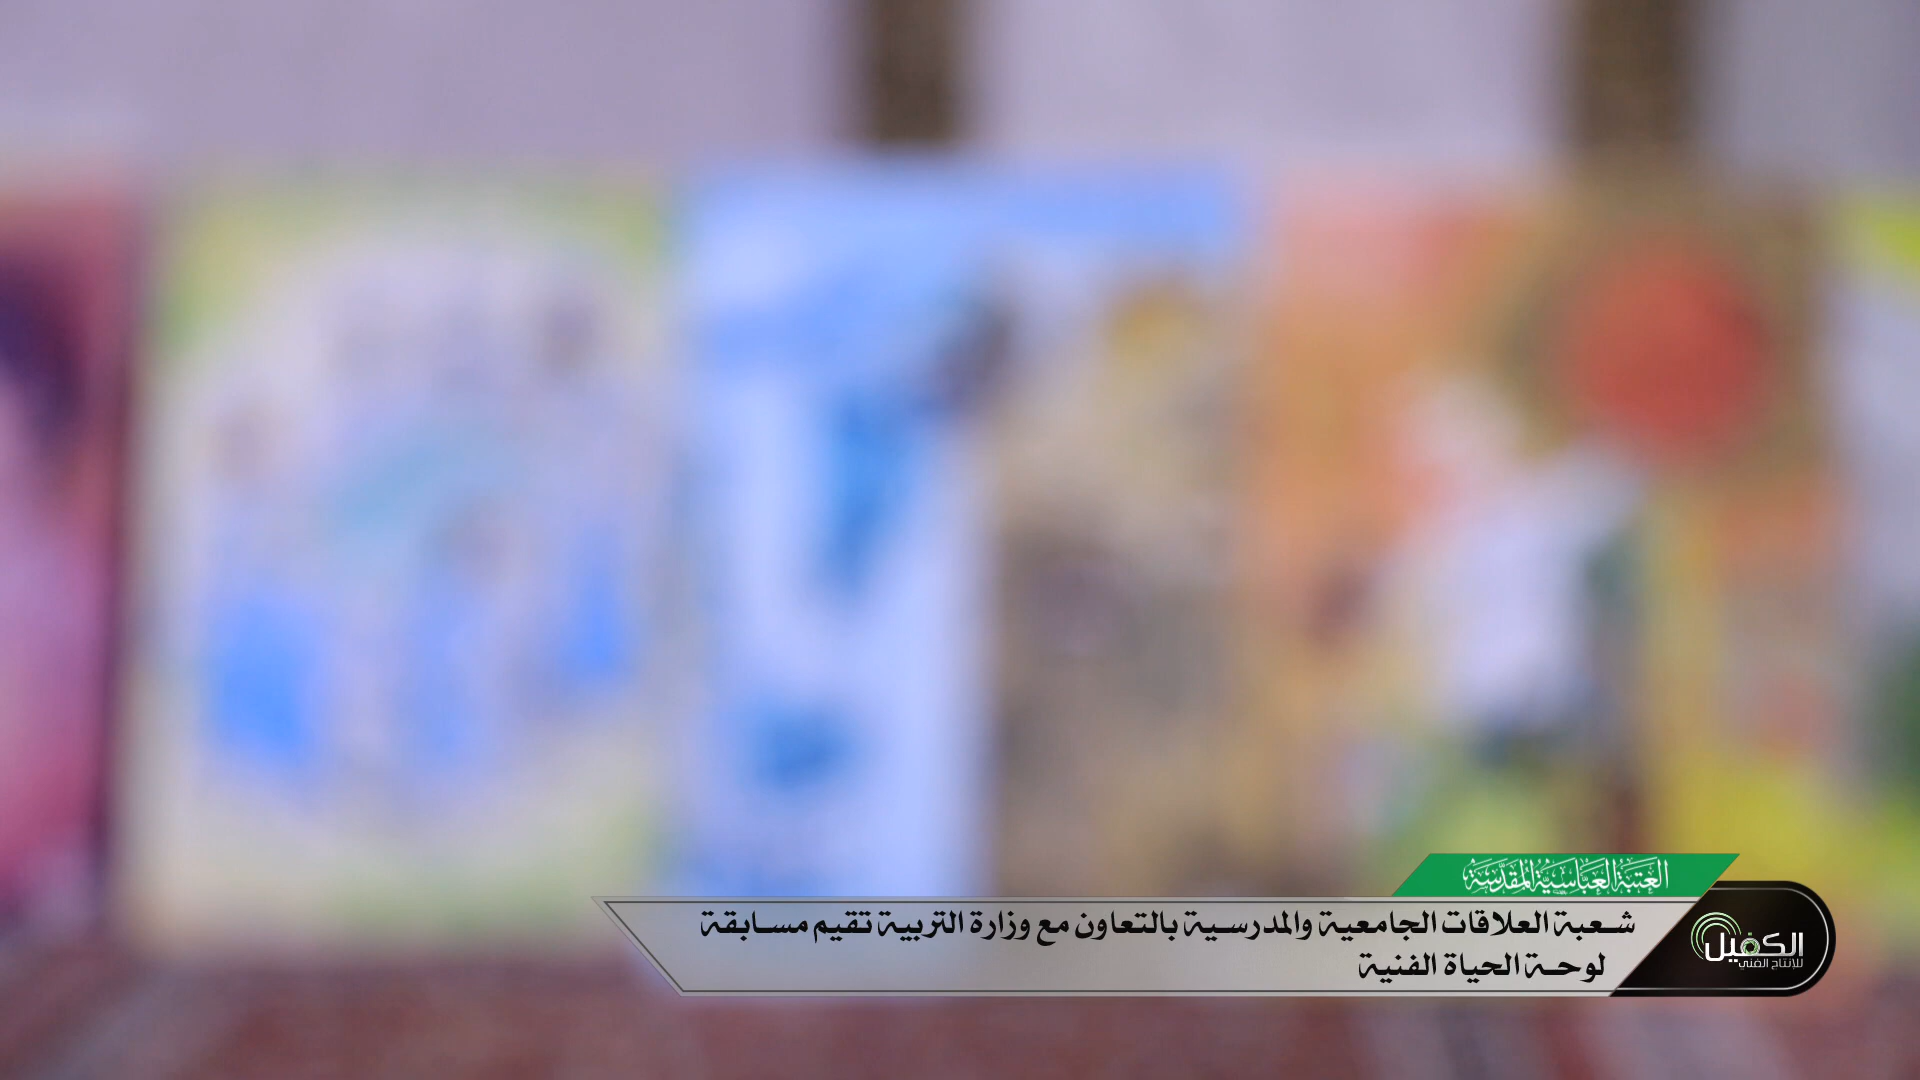 العتبة العباسية المقدسة
شعبة العلاقات الجامعية والمدرسية بالتعاون مع وزارة التربية تقيم مسابقة
لوحة الحياة الفنية
الكفيل
للإنتاج الفني